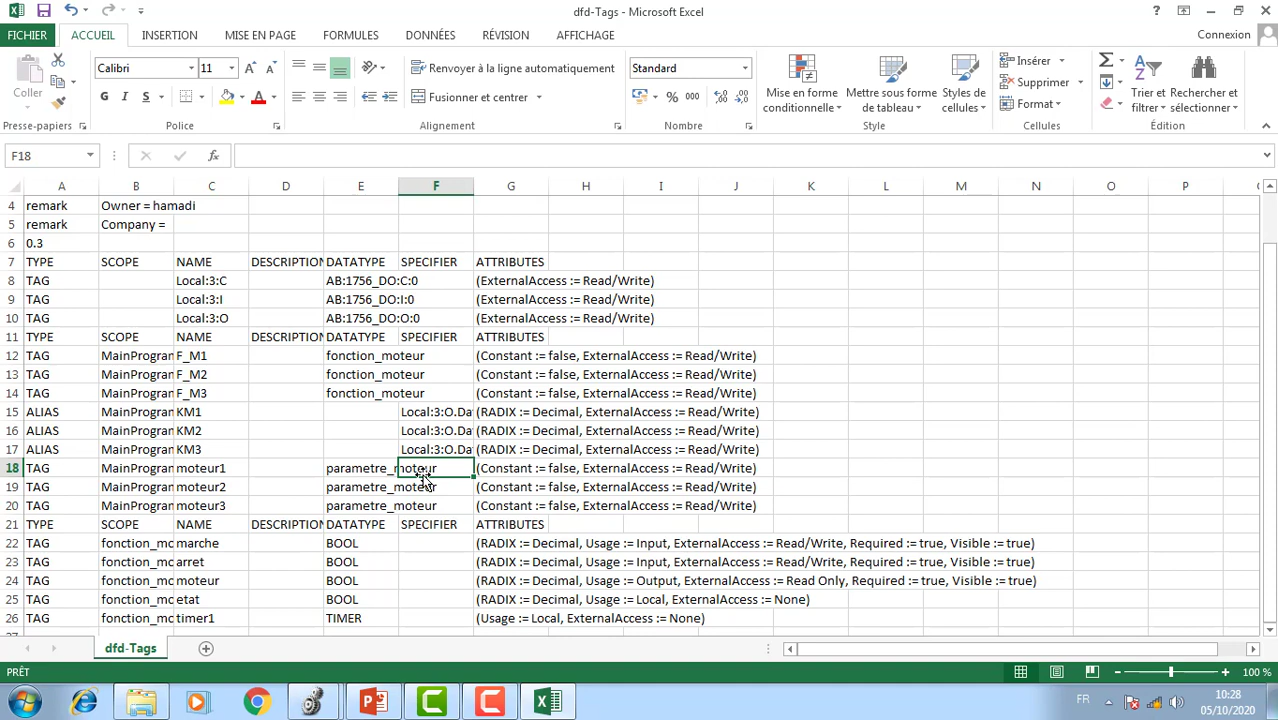 dfd-Tags - Microsoft Excel
FICHIER ACCUEIL INSERTION MISE EN PAGE FORMULES DONNÉES RÉVISION AFFICHAGE Connexion
Calibri 11 Renvoyer à la ligne automatiquement Standard Insérer
Coller G I S Fusionner et centrer % 000 Mise en forme conditionnelle Mettre sous forme de tableau Styles de cellules Supprimer Format Trier et filtrer Rechercher et sélectionner
Presse-papiers Police Alignement Nombre Style Cellules Édition
F18 fx
A B C D E F G H I J K L M N O P
4 remark Owner = hamadi
5 remark Company =
6 0.3
7 TYPE SCOPE NAME DESCRIPTION DATATYPE SPECIFIER ATTRIBUTES
8 TAG Local:3:C AB:1756_DO:C:0 (ExternalAccess := Read/Write)
9 TAG Local:3:I AB:1756_DO:I:0 (ExternalAccess := Read/Write)
10 TAG Local:3:O AB:1756_DO:O:0 (ExternalAccess := Read/Write)
11 TYPE SCOPE NAME DESCRIPTION DATATYPE SPECIFIER ATTRIBUTES
12 TAG MainProgram F_M1 fonction_moteur (Constant := false, ExternalAccess := Read/Write)
13 TAG MainProgram F_M2 fonction_moteur (Constant := false, ExternalAccess := Read/Write)
14 TAG MainProgram F_M3 fonction_moteur (Constant := false, ExternalAccess := Read/Write)
15 ALIAS MainProgram KM1 Local:3:O.Da (RADIX := Decimal, ExternalAccess := Read/Write)
16 ALIAS MainProgram KM2 Local:3:O.Da (RADIX := Decimal, ExternalAccess := Read/Write)
17 ALIAS MainProgram KM3 Local:3:O.Da (RADIX := Decimal, ExternalAccess := Read/Write)
18 TAG MainProgram moteur1 parametre_moteur (Constant := false, ExternalAccess := Read/Write)
19 TAG MainProgram moteur2 parametre_moteur (Constant := false, ExternalAccess := Read/Write)
20 TAG MainProgram moteur3 parametre_moteur (Constant := false, ExternalAccess := Read/Write)
21 TYPE SCOPE NAME DESCRIPTION DATATYPE SPECIFIER ATTRIBUTES
22 TAG fonction_mo marche BOOL (RADIX := Decimal, Usage := Input, ExternalAccess := Read/Write, Required := true, Visible := true)
23 TAG fonction_mo arret BOOL (RADIX := Decimal, Usage := Input, ExternalAccess := Read/Write, Required := true, Visible := true)
24 TAG fonction_mo moteur BOOL (RADIX := Decimal, Usage := Output, ExternalAccess := Read Only, Required := true, Visible := true)
25 TAG fonction_mo etat BOOL (RADIX := Decimal, Usage := Local, ExternalAccess := None)
26 TAG fonction_mo timer1 TIMER (Usage := Local, ExternalAccess := None)
dfd-Tags
PRÊT 100 %
FR 10:28
05/10/2020